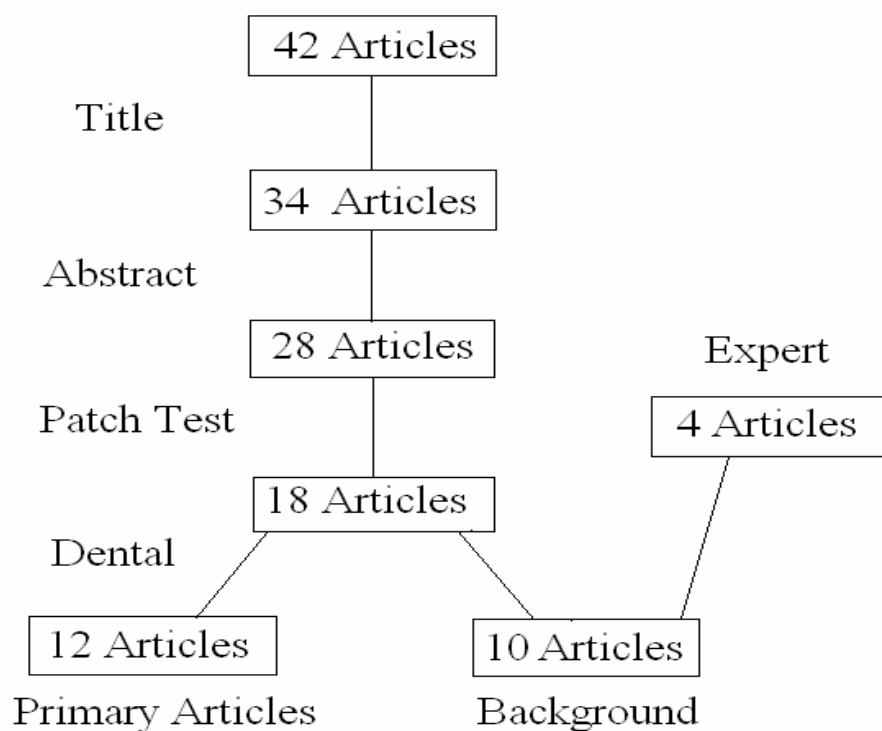 42 Articles
Title
34 Articles
Abstract
28 Articles
Expert
Patch Test
4 Articles
18 Articles
Dental
12 Articles
10 Articles
Primary Articles
Background